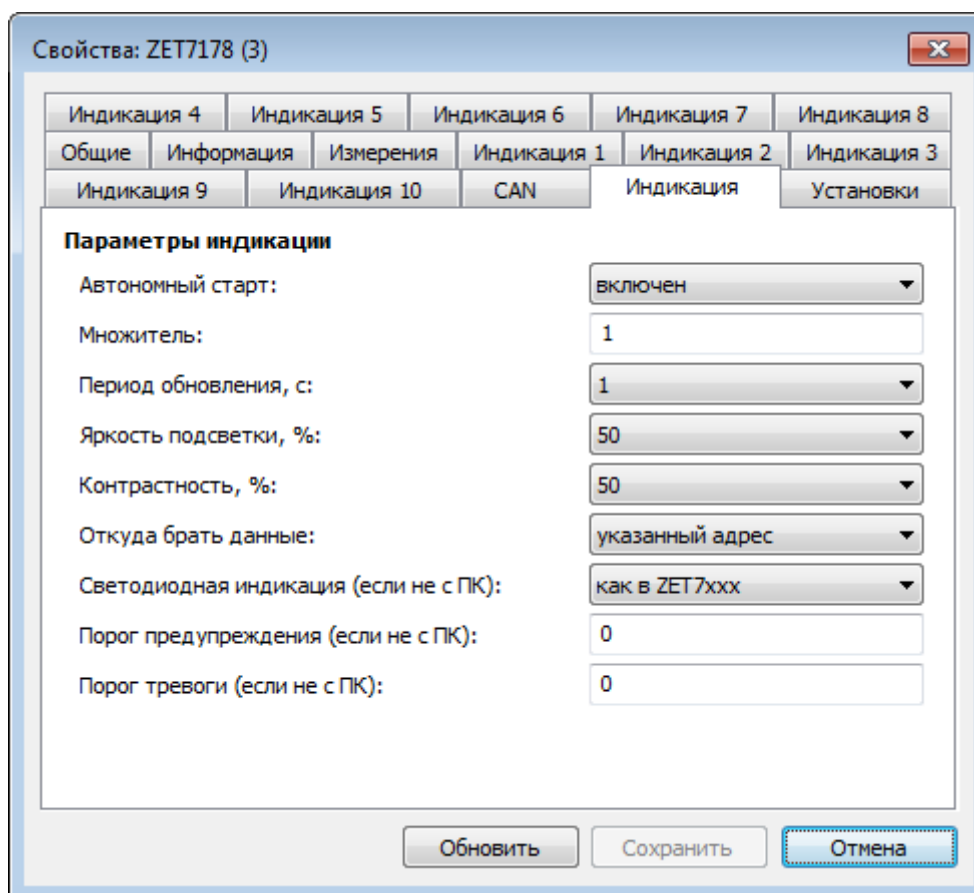 Свойства: ZET7178 (3)
Индикация 4 Индикация 5 Индикация 6 Индикация 7 Индикация 8
Общие Информация Измерения Индикация 1 Индикация 2 Индикация 3
Индикация 9 Индикация 10 CAN Индикация Установки
Параметры индикации
Автономный старт: включен
Множитель: 1
Период обновления, с: 1
Яркость подсветки, %: 50
Контрастность, %: 50
Откуда брать данные: указанный адрес
Светодиодная индикация (если не с ПК): как в ZET7xxx
Порог предупреждения (если не с ПК): 0
Порог тревоги (если не с ПК): 0
Обновить Сохранить Отмена